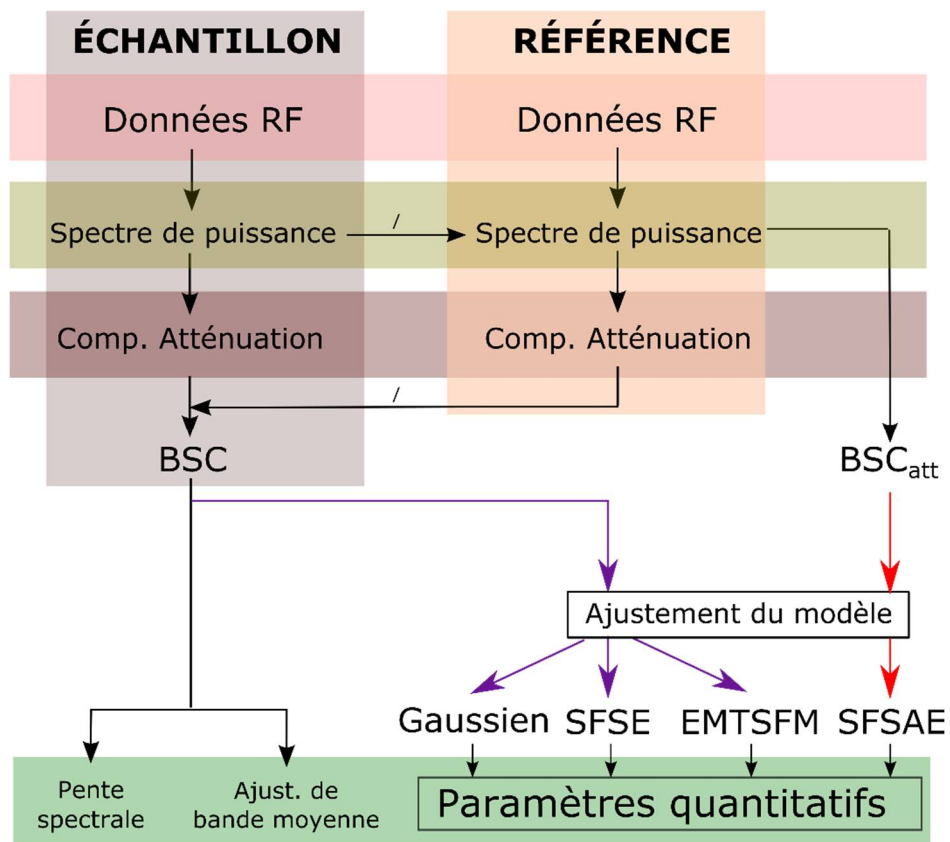 ÉCHANTILLON
RÉFÉRENCE
Données RF
Données RF
Spectre de puissance
/
Spectre de puissance
Comp. Atténuation
Comp. Atténuation
/
BSC
BSCatt
Ajustement du modèle
Gaussien
SFSE
EMTSFM
SFSAE
Pente
spectrale
Ajust. de
bande moyenne
Paramètres quantitatifs